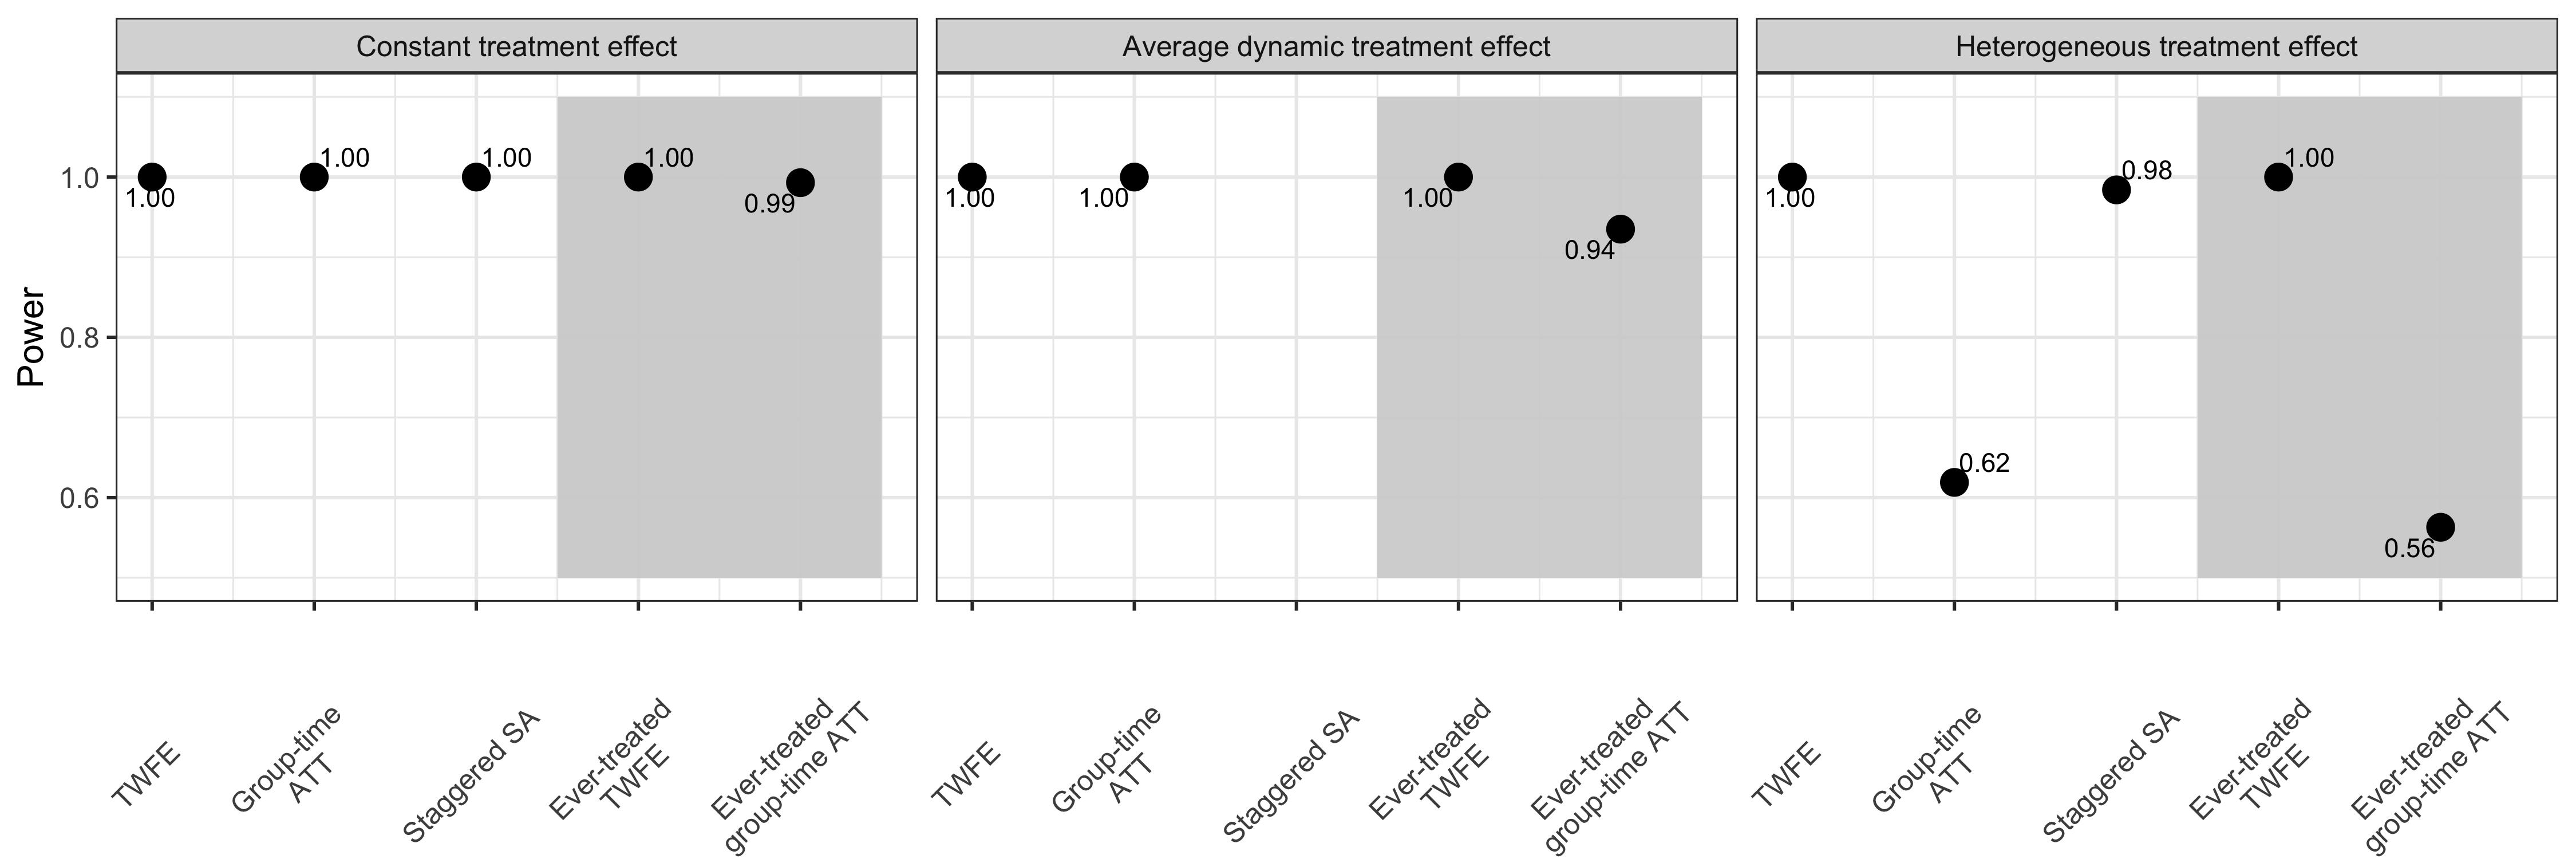 Constant treatment effect
Average dynamic treatment effect
Heterogeneous treatment effect
Power
1.0
0.8
0.6
1.00
1.00
1.00
1.00
0.99
1.00
1.00
1.00
0.94
1.00
0.62
0.98
1.00
0.56
TWFE
Group-time
ATT
Staggered SA
Ever-treated
TWFE
Ever-treated
group-time ATT
TWFE
Group-time
ATT
Staggered SA
Ever-treated
TWFE
Ever-treated
group-time ATT
TWFE
Group-time
ATT
Staggered SA
Ever-treated
TWFE
Ever-treated
group-time ATT